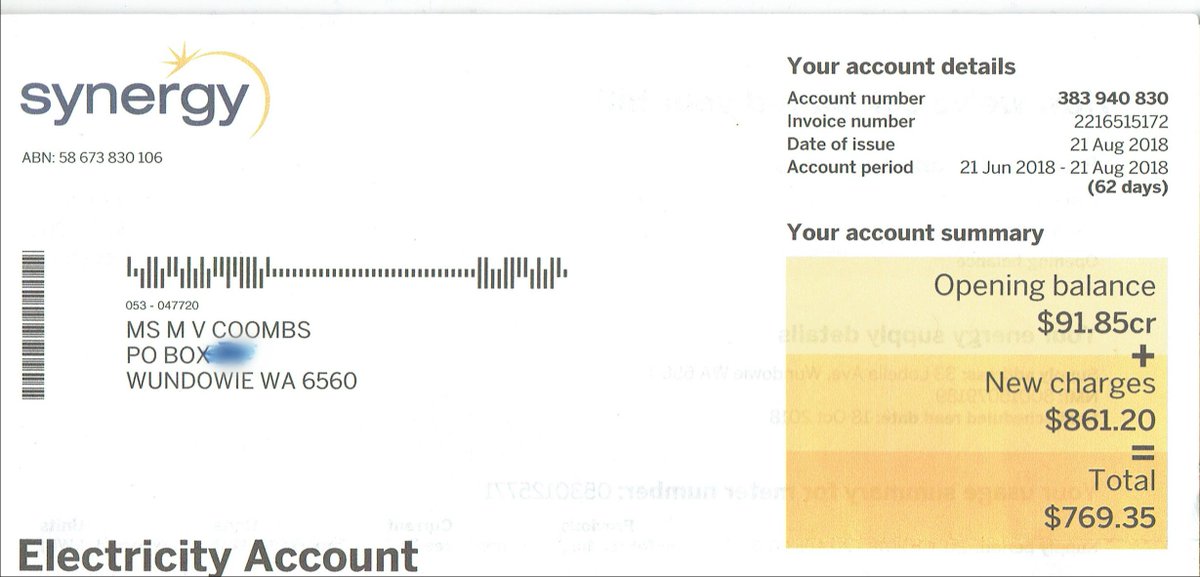 synergy
ABN: 58 673 830 106
053 - 047720
MS M V COOMBS
PO BOX
WUNDOWIE WA 6560
Electricity Account
Your account details
Account number 383 940 830
Invoice number 2216515172
Date of issue 21 Aug 2018
Account period 21 Jun 2018 - 21 Aug 2018
(62 days)
Your account summary
Opening balance
$91.85cr
+
New charges
$861.20
=
Total
$769.35